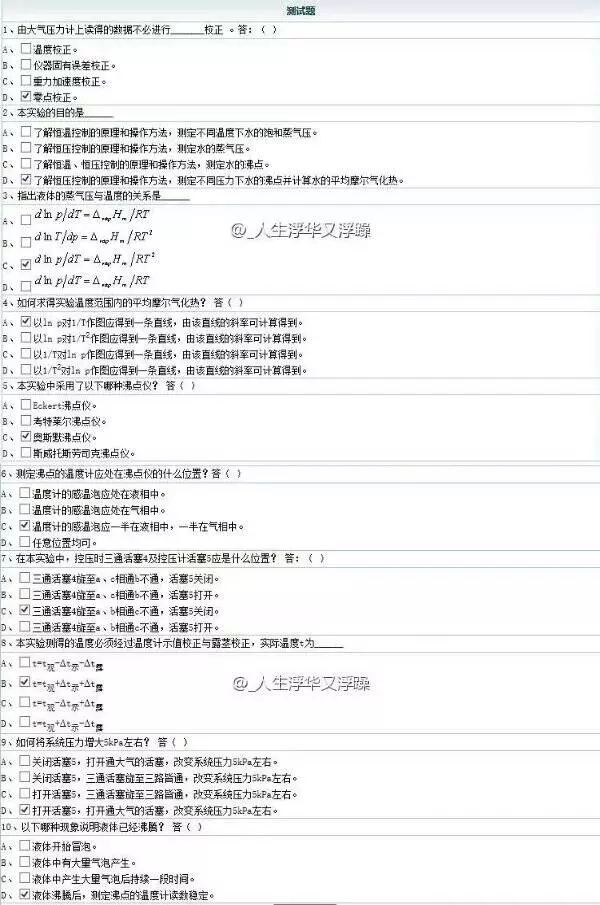 测试题
1、由大气压力计上读得的数据不必进行______校正 。答：（ ）
A、温度校正。
B、仪器固有误差校正。
C、重力加速度校正。
D、零点校正。
2、本实验的目的是______
A、了解恒温控制的原理和操作方法，测定不同温度下水的饱和蒸气压。
B、了解恒压控制的原理和操作方法，测定水的蒸气压。
C、了解恒温、恒压控制的原理和操作方法，测定水的沸点。
D、了解恒压控制的原理和操作方法，测定不同压力下水的沸点并计算水的平均摩尔气化热。
3、指出液体的蒸气压与温度的关系是______
A、d ln p/dT = Δvap Hm/RT
B、d ln T/dp = Δvap Hm/RT²
@_人生浮华又浮躁
C、d ln p/dT = Δvap Hm/RT²
D、d ln p/dT = Δvap Hm/RT
4、如何求得实验温度范围内的平均摩尔气化热？ 答（ ）
A、以ln p对1/T作图应得到一条直线，由该直线的斜率可计算得到。
B、以ln p对1/T²作图应得到一条直线，由该直线的斜率可计算得到。
C、以1/T对ln p作图应得到一条直线，由该直线的斜率可计算得到。
D、以1/T²对ln p作图应得到一条直线，由该直线的斜率可计算得到。
5、本实验中采用了以下哪种沸点仪？ 答（ ）
A、Eckert沸点仪。
B、考特莱尔沸点仪。
C、奥斯默沸点仪。
D、斯威托斯劳司克沸点仪。
6、测定沸点的温度计应处在沸点仪的什么位置？答（ ）
A、温度计的感温泡应处在液相中。
B、温度计的感温泡应处在气相中。
C、温度计的感温泡应一半在液相中，一半在气相中。
D、任意位置均可。
7、在本实验中，控压时三通活塞4及控压计活塞5应是什么位置？ 答：（ ）
A、三通活塞4旋至a、c相通b不通，活塞5关闭。
B、三通活塞4旋至a、c相通b不通，活塞5打开。
C、三通活塞4旋至a、b相通c不通，活塞5关闭。
D、三通活塞4旋至a、b相通c不通，活塞5打开。
8、本实验测得的温度必须经过温度计示值校正与露茎校正，实际温度t为______
A、t=t观-Δt示-Δt露
B、t=t观+Δt示+Δt露
@_人生浮华又浮躁
C、t=t观-Δt示+Δt露
D、t=t观+Δt示-Δt露
9、如何将系统压力增大5kPa左右？ 答（ ）
A、关闭活塞5，打开通大气的活塞，改变系统压力5kPa左右。
B、关闭活塞5，三通活塞旋至三路皆通，改变系统压力5kPa左右。
C、打开活塞5，三通活塞旋至三路皆通，改变系统压力5kPa左右。
D、打开活塞5，打开通大气的活塞，改变系统压力5kPa左右。
10、以下哪种现象说明液体已经沸腾？ 答（ ）
A、液体开始冒泡。
B、液体中有大量气泡产生。
C、液体中产生大量气泡后持续一段时间。
D、液体沸腾后，测定沸点的温度计读数稳定。